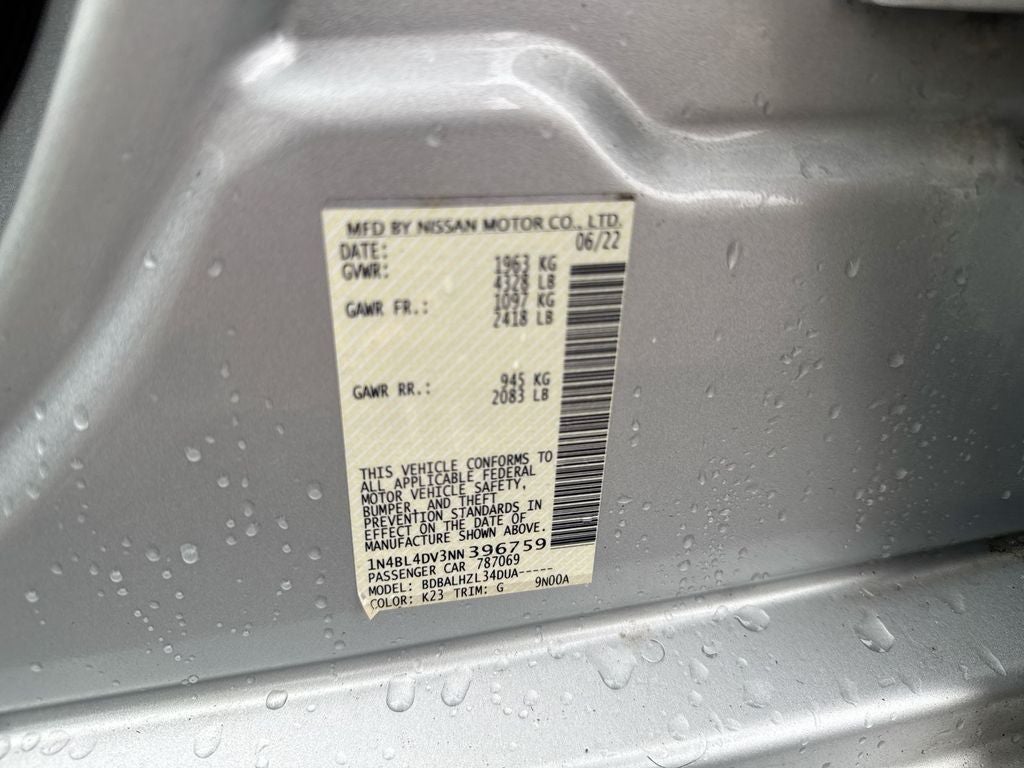 MFD BY NISSAN MOTOR CO., LTD.
DATE: 06/22
GVWR: 1963 KG
4328 LB
GAWR FR.: 1097 KG
2418 LB
GAWR RR.: 945 KG
2083 LB
THIS VEHICLE CONFORMS TO
ALL APPLICABLE FEDERAL
MOTOR VEHICLE SAFETY,
BUMPER, AND THEFT
PREVENTION STANDARDS IN
EFFECT ON THE DATE OF
MANUFACTURE SHOWN ABOVE.
1N4BL4DV3NN396759
PASSENGER CAR 787069
MODEL: BDBALHZL34DUA-----
COLOR: K23 TRIM: G 9N00A